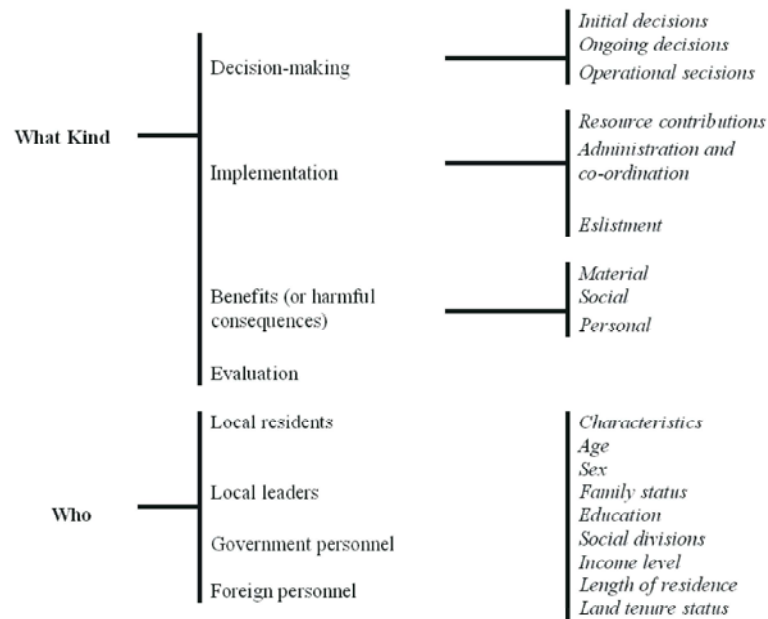 What Kind
Decision-making
Initial decisions
Ongoing decisions
Operational secisions
Implementation
Resource contributions
Administration and
co-ordination
Eslistment
Benefits (or harmful
consequences)
Material
Social
Personal
Evaluation
Who
Local residents
Local leaders
Government personnel
Foreign personnel
Characteristics
Age
Sex
Family status
Education
Social divisions
Income level
Length of residence
Land tenure status